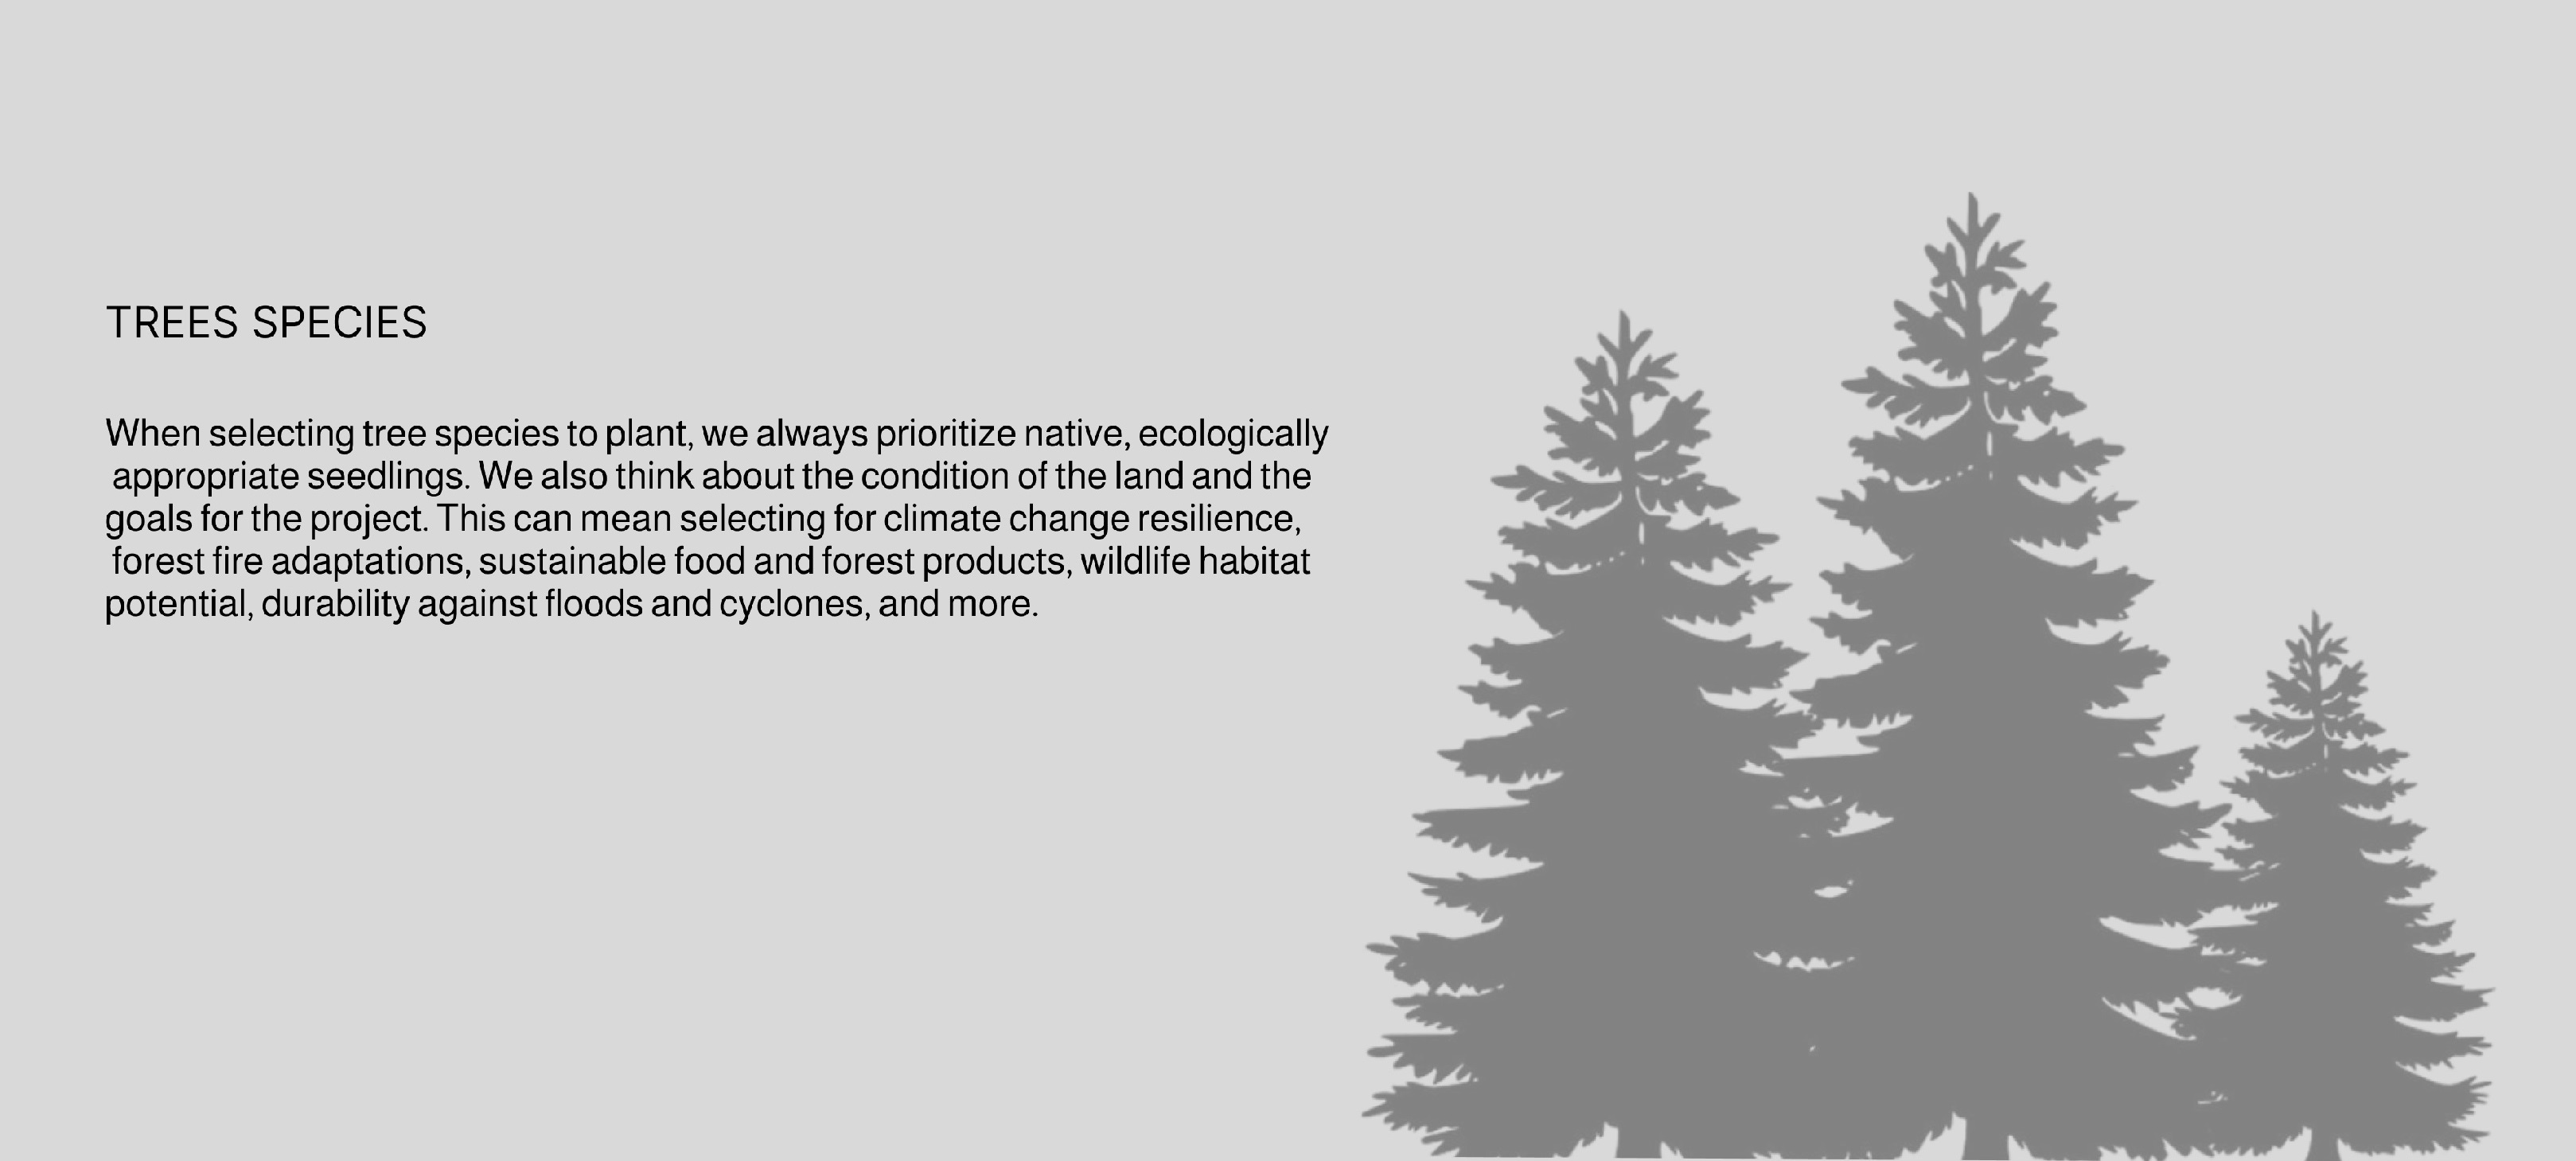 TREES SPECIES
When selecting tree species to plant, we always prioritize native, ecologically
appropriate seedlings. We also think about the condition of the land and the
goals for the project. This can mean selecting for climate change resilience,
forest fire adaptations, sustainable food and forest products, wildlife habitat
potential, durability against floods and cyclones, and more.